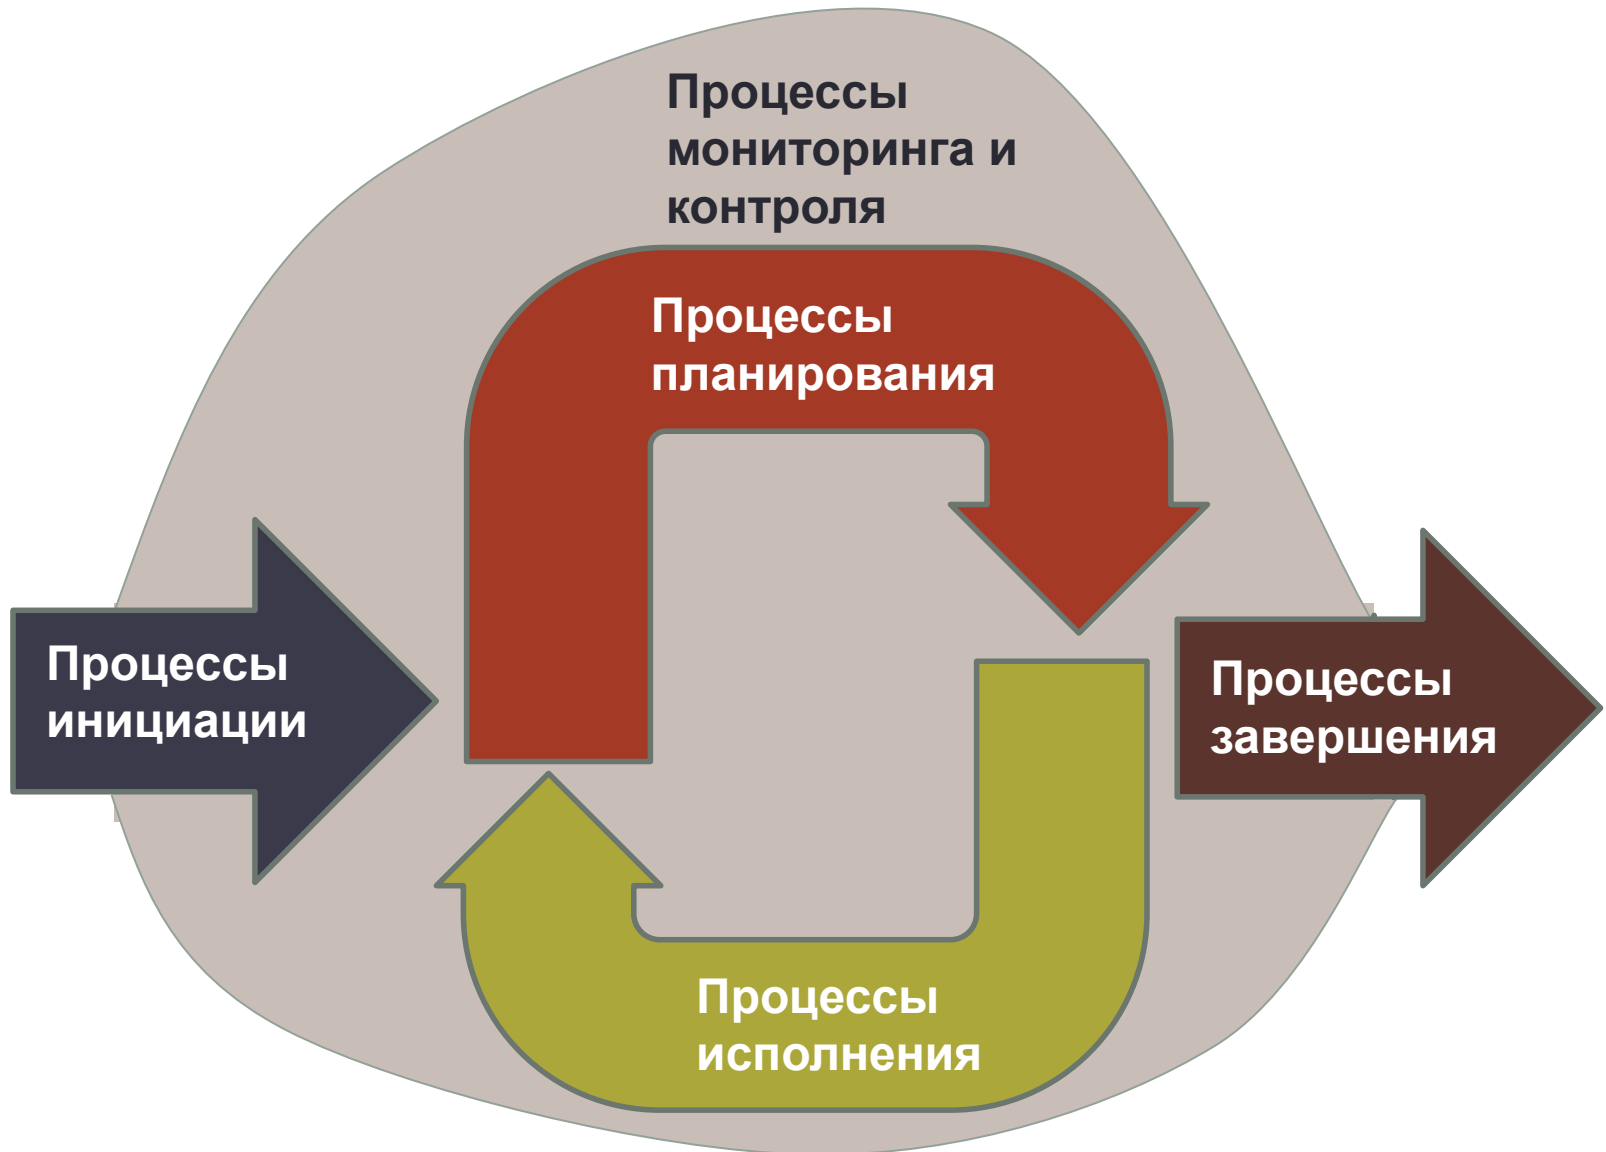 Процессы
мониторинга и
контроля
Процессы
планирования
Процессы
инициации
Процессы
завершения
Процессы
исполнения